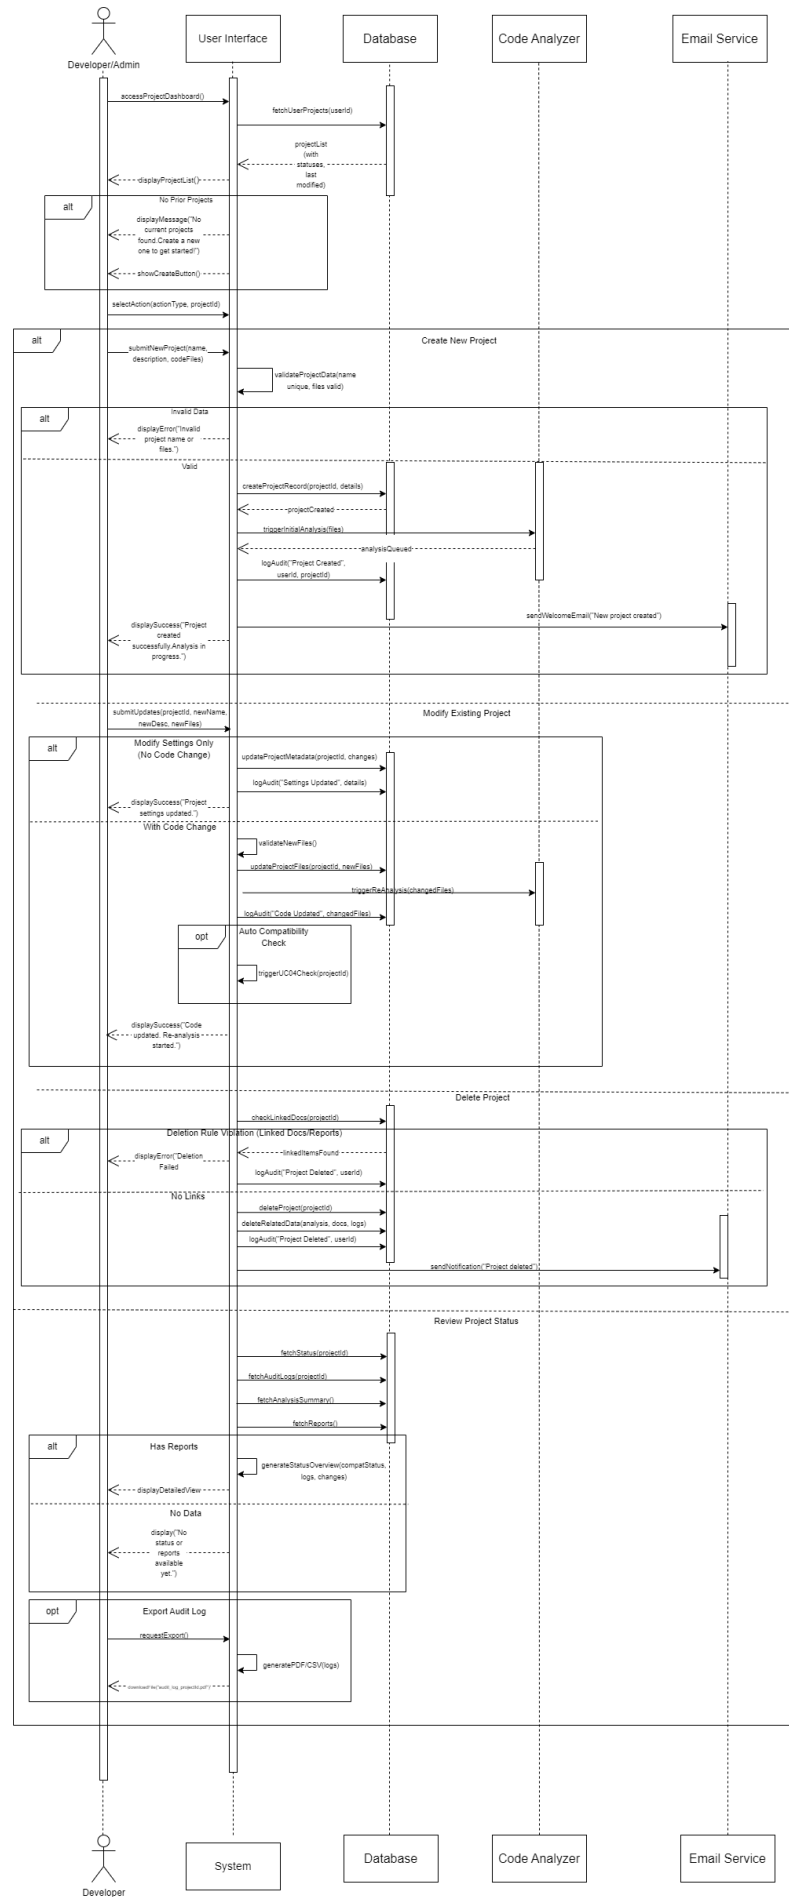 Developer/Admin
User Interface
Database
Code Analyzer
Email Service
accessProjectDashboard()
fetchUserProjects(userId)
projectList
(with
statuses,
last
modified)
displayProjectList()
alt
No Prior Projects
displayMessage("No
current projects
found.Create a new
one to get started!")
showCreateButton()
selectAction(actionType, projectId)
alt
Create New Project
submitNewProject(name,
description, codeFiles)
validateProjectData(name
unique, files valid)
alt
Invalid Data
displayError("Invalid
project name or
files.")
Valid
createProjectRecord(projectId, details)
projectCreated
triggerInitialAnalysis(files)
analysisQueued
logAudit("Project Created",
userId, projectId)
sendWelcomeEmail("New project created")
displaySuccess("Project
created
successfully.Analysis in
progress.")
submitUpdates(projectId, newName,
newDesc, newFiles)
Modify Existing Project
alt
Modify Settings Only
(No Code Change)
updateProjectMetadata(projectId, changes)
logAudit("Settings Updated", details)
displaySuccess("Project
settings updated.")
With Code Change
validateNewFiles()
updateProjectFiles(projectId, newFiles)
triggerReAnalysis(changedFiles)
logAudit("Code Updated", changedFiles)
opt
Auto Compatibility
Check
triggerUC04Check(projectId)
displaySuccess("Code
updated. Re-analysis
started.")
Delete Project
checkLinkedDocs(projectId)
alt
Deletion Rule Violation (Linked Docs/Reports)
linkedItemsFound
displayError("Deletion
Failed
logAudit("Project Deleted", userId)
No Links
deleteProject(projectId)
deleteRelatedData(analysis, docs, logs)
logAudit("Project Deleted", userId)
sendNotification("Project deleted")
Review Project Status
fetchStatus(projectId)
fetchAuditLogs(projectId)
fetchAnalysisSummary()
fetchReports()
alt
Has Reports
generateStatusOverview(compatStatus,
logs, changes)
displayDetailedView
No Data
display("No
status or
reports
available
yet.")
opt
Export Audit Log
requestExport()
generatePDF/CSV(logs)
downloadFile("audit_log_projectId.pdf")
Developer
System
Database
Code Analyzer
Email Service